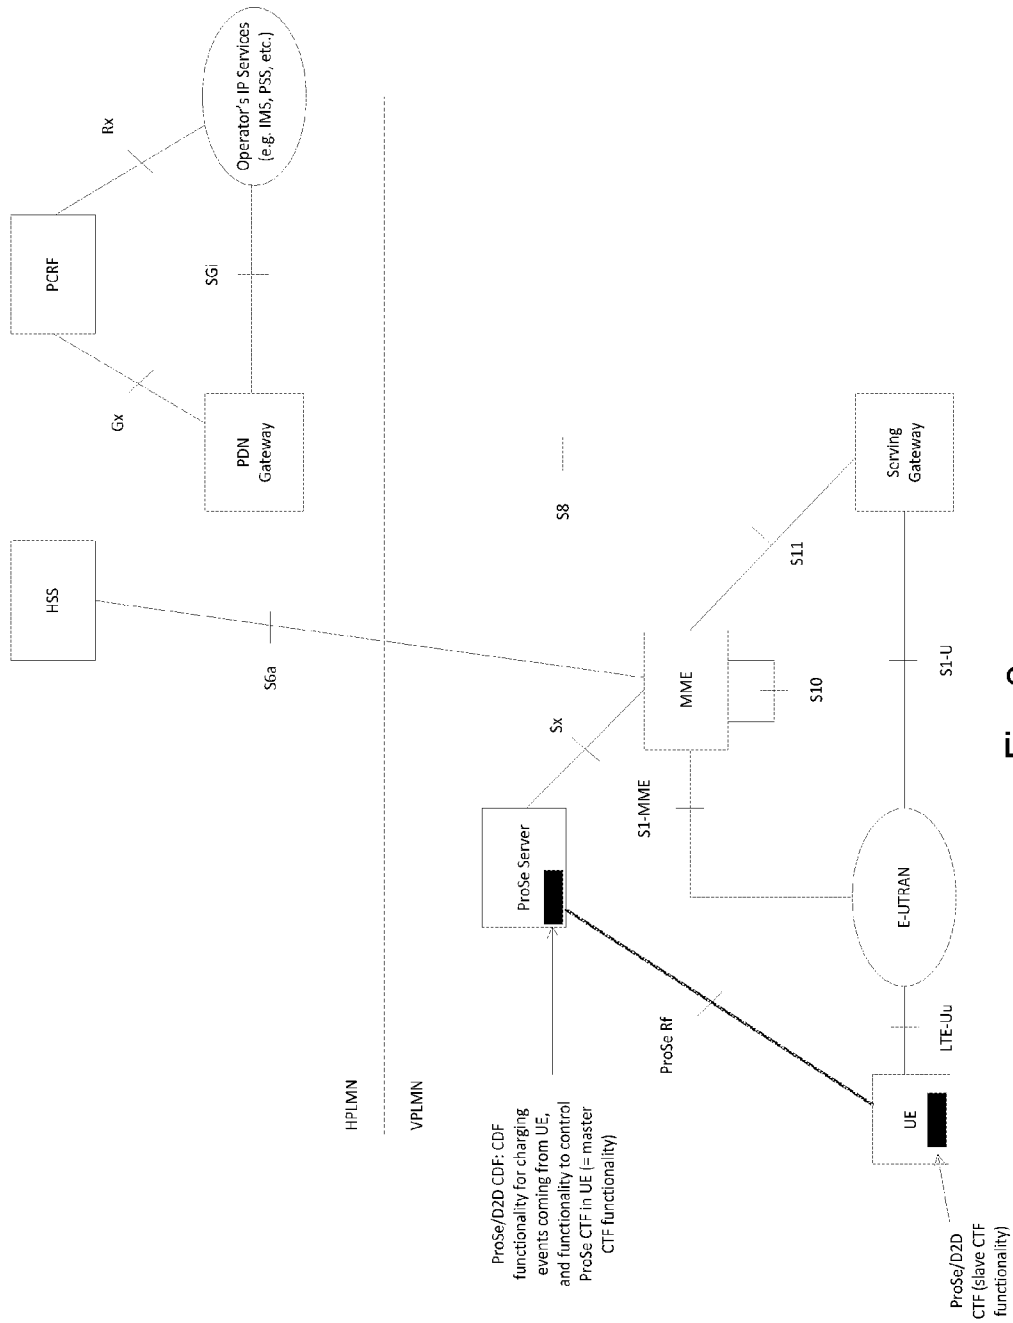 HPLMN
VPLMN
HSS
PCRF
Gx
Rx
PDN
Gateway
SGi
Operator's IP Services
(e.g. IMS, PSS, etc.)
S6a
S8
ProSe/D2D CDF: CDF
functionality for charging
events coming from UE,
and functionality to control
ProSe CTF in UE (= master
CTF functionality)
ProSe Server
Sx
ProSe Rf
S1-MME
MME
S10
S11
Serving
Gateway
UE
LTE-Uu
E-UTRAN
S1-U
ProSe/D2D
CTF (slave CTF
functionality)